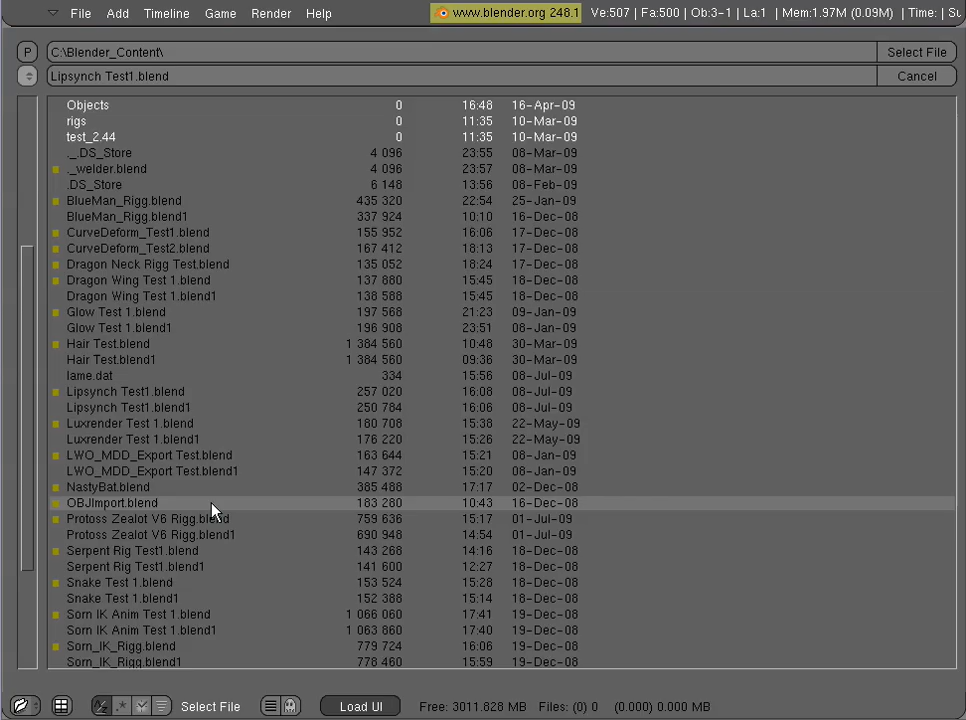 File Add Timeline Game Render Help www.blender.org 248.1 Ve:507 | Fa:500 | Ob:3-1 | La:1 | Mem:1.97M (0.09M) | Time: | Su
P C:\Blender_Content\ Select File
Lipsynch Test1.blend Cancel
Objects 0 16:48 16-Apr-09
rigs 0 11:35 10-Mar-09
test_2.44 0 11:35 10-Mar-09
._.DS_Store 4 096 23:55 08-Mar-09
._welder.blend 4 096 23:57 08-Mar-09
.DS_Store 6 148 13:56 08-Feb-09
BlueMan_Rigg.blend 435 320 22:54 25-Jan-09
BlueMan_Rigg.blend1 337 924 10:10 16-Dec-08
CurveDeform_Test1.blend 155 952 16:06 17-Dec-08
CurveDeform_Test2.blend 167 412 18:13 17-Dec-08
Dragon Neck Rigg Test.blend 135 052 18:24 17-Dec-08
Dragon Wing Test 1.blend 137 880 15:45 18-Dec-08
Dragon Wing Test 1.blend1 138 588 15:45 18-Dec-08
Glow Test 1.blend 197 568 21:23 09-Jan-09
Glow Test 1.blend1 196 908 23:51 08-Jan-09
Hair Test.blend 1 384 560 10:48 30-Mar-09
Hair Test.blend1 1 384 560 09:36 30-Mar-09
lame.dat 334 15:56 08-Jul-09
Lipsynch Test1.blend 257 020 16:08 08-Jul-09
Lipsynch Test1.blend1 250 784 16:06 08-Jul-09
Luxrender Test 1.blend 180 708 15:38 22-May-09
Luxrender Test 1.blend1 176 220 15:26 22-May-09
LWO_MDD_Export Test.blend 163 644 15:21 08-Jan-09
LWO_MDD_Export Test.blend1 147 372 15:20 08-Jan-09
NastyBat.blend 385 488 17:17 02-Dec-08
OBJImport.blend 183 280 10:43 16-Dec-08
Protoss Zealot V6 Rigg.blend 759 636 15:17 01-Jul-09
Protoss Zealot V6 Rigg.blend1 690 948 14:54 01-Jul-09
Serpent Rig Test1.blend 143 268 14:16 18-Dec-08
Serpent Rig Test1.blend1 141 600 12:27 18-Dec-08
Snake Test 1.blend 153 524 15:28 18-Dec-08
Snake Test 1.blend1 152 388 15:14 18-Dec-08
Sorn IK Anim Test 1.blend 1 066 060 17:41 19-Dec-08
Sorn IK Anim Test 1.blend1 1 063 860 17:40 19-Dec-08
Sorn_IK_Rigg.blend 779 724 16:06 19-Dec-08
Sorn_IK_Rigg.blend1 778 460 15:59 19-Dec-08
Select File Load UI Free: 3011.828 MB Files: (0) 0 (0.000) 0.000 MB